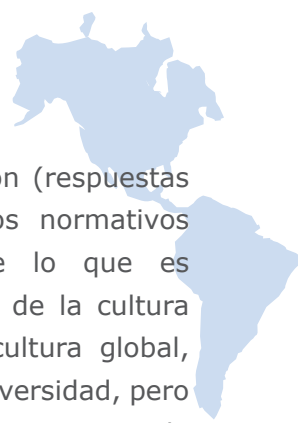 on (respuestas
os normativos
e lo que es
de la cultura
cultura global,
versidad, pero